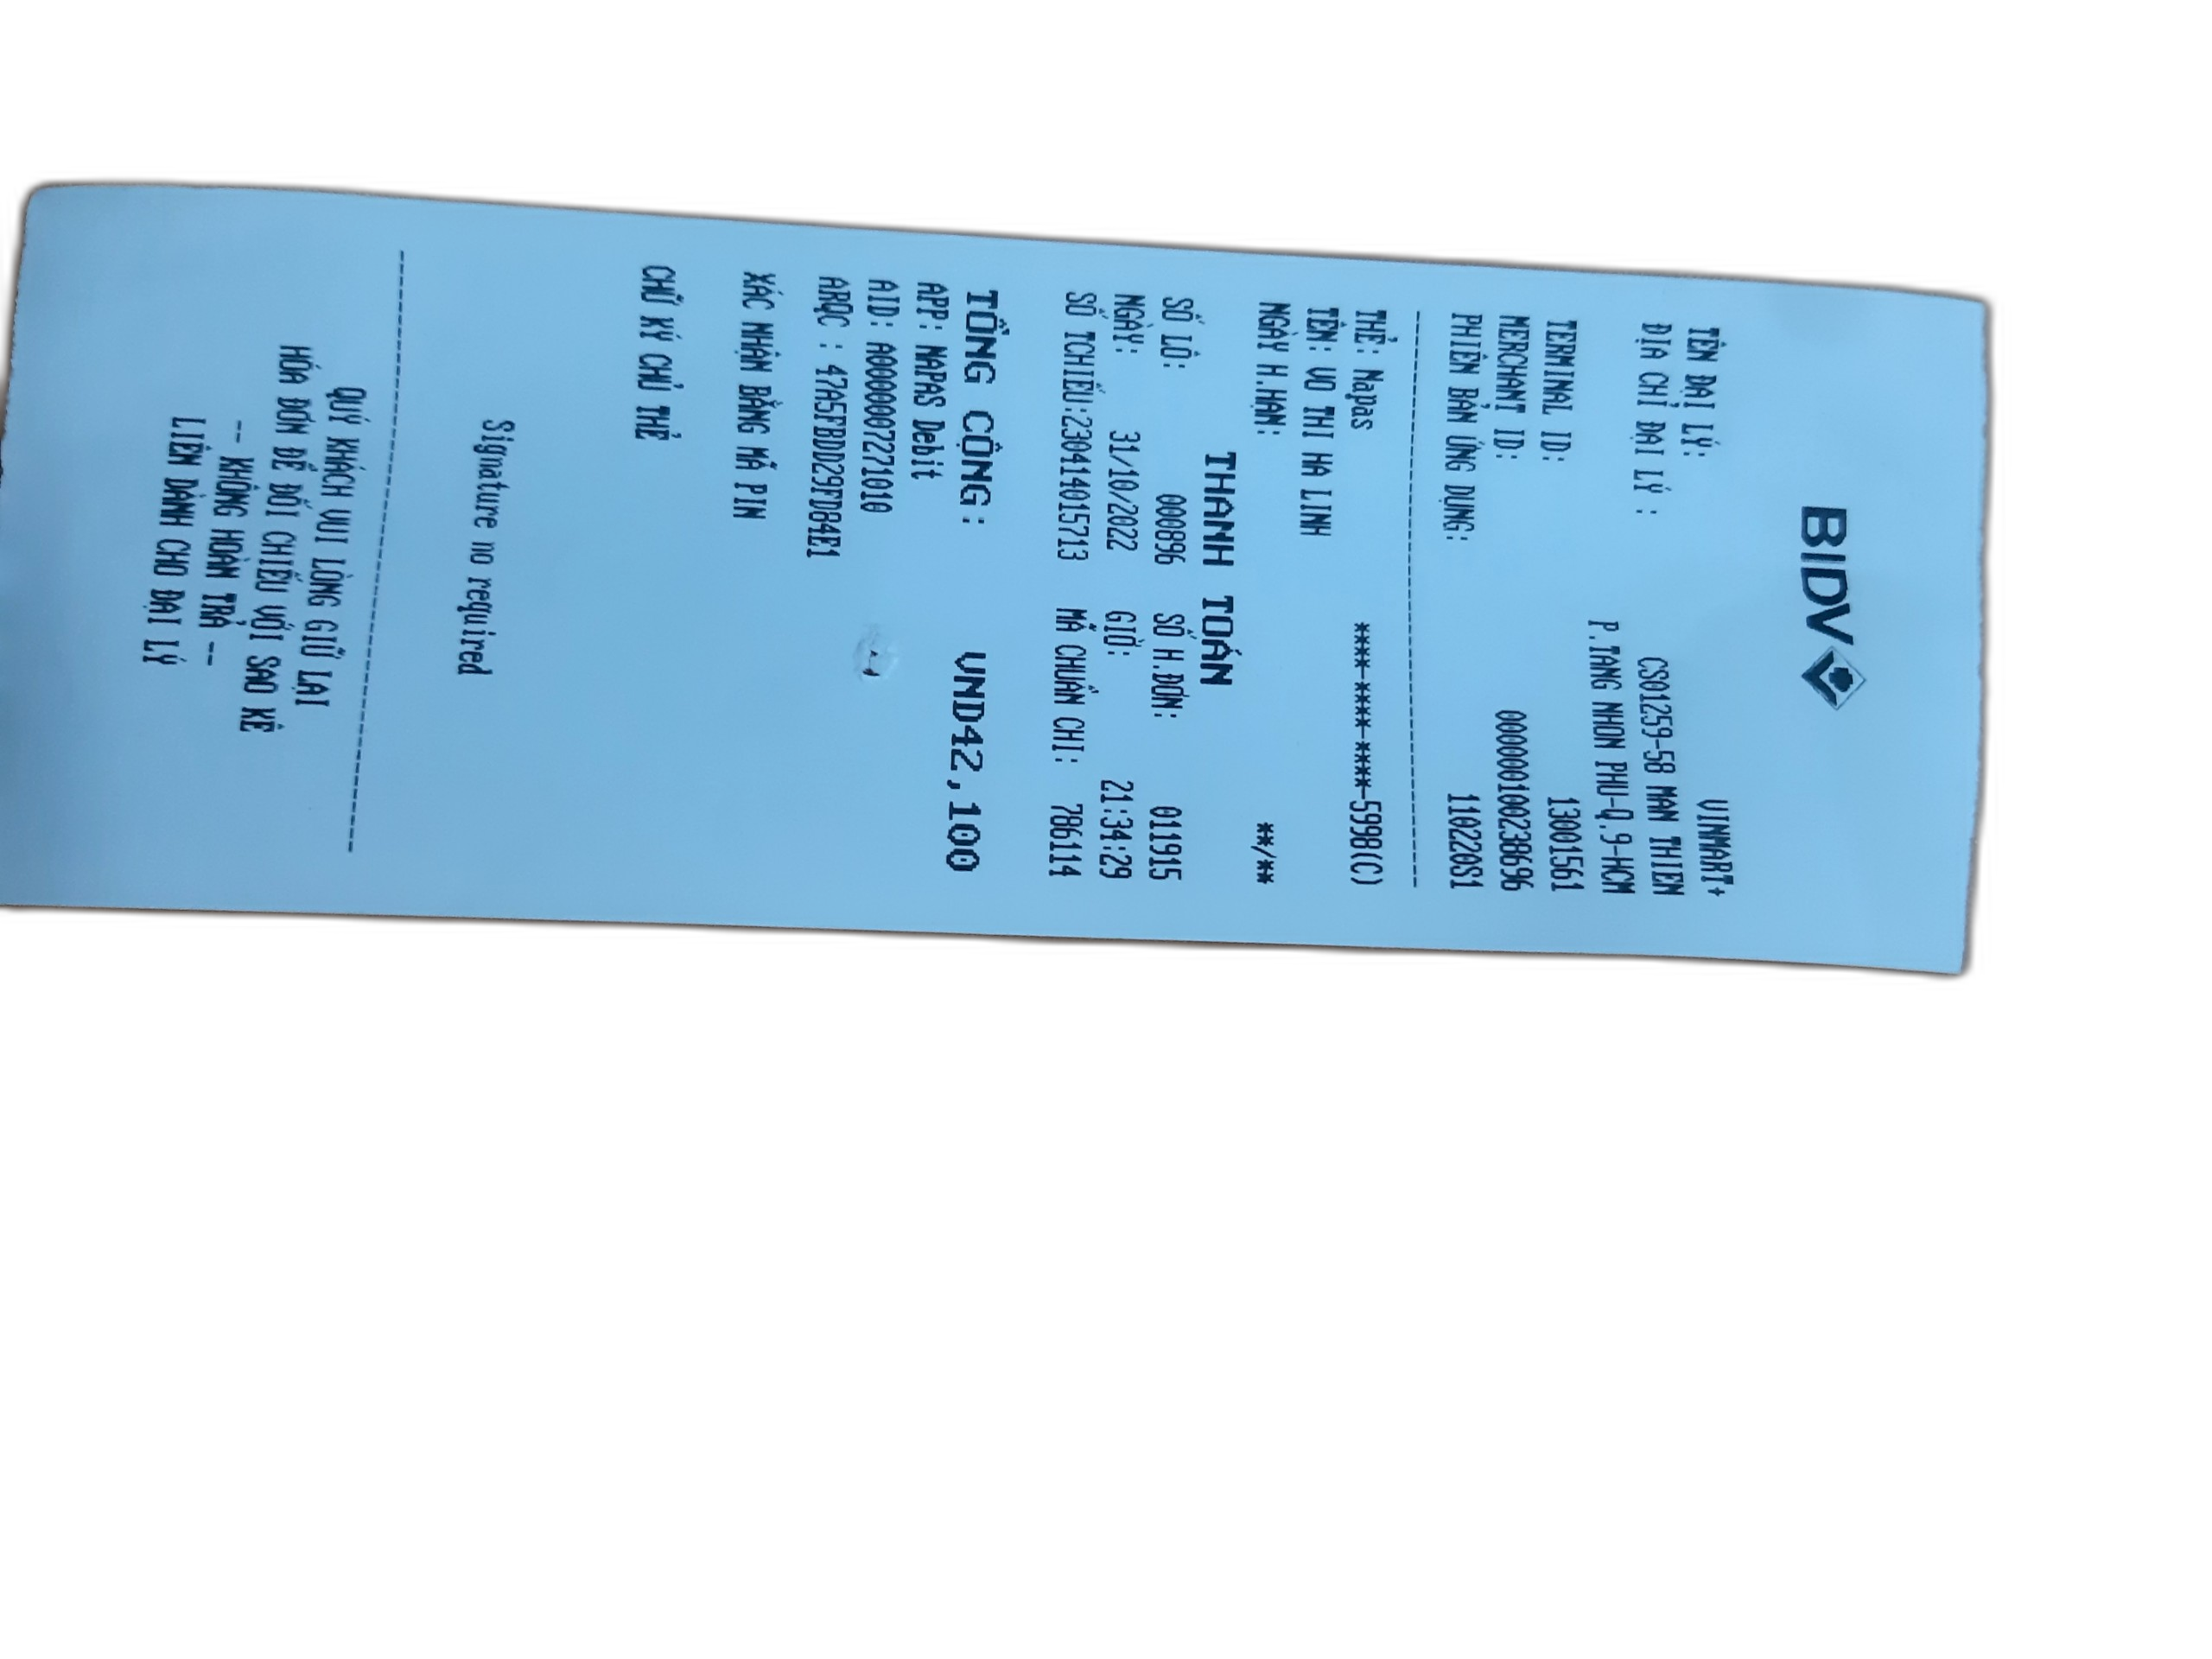 BIDV
TÊN ĐẠI LÝ: VINMART+
ĐỊA CHỈ ĐẠI LÝ : CS01259-58 MAN THIEN
P.TANG NHON PHU-Q.9-HCM
TERMINAL ID: 13001561
MERCHANT ID: 000000100238696
PHIÊN BẢN ỨNG DỤNG: 110220S1
THẺ: Napas ****-****-****-5998(C)
TÊN: VO THI HA LINH
NGÀY H.HẠN: **/**
THANH TOÁN
SỐ LÔ: 000896 SỐ H.ĐƠN: 011915
NGÀY: 31/10/2022 GIỜ: 21:34:29
SỐ TCHIẾU:230414015713 MÃ CHUẨN CHI: 786114
TỔNG CỘNG: VND42,100
APP: NAPAS Debit
AID: A0000007271010
ARQC : 47A5FBDD29FD84E1
XÁC NHẬN BẰNG MÃ PIN
CHỮ KÝ CHỦ THẺ
Signature no required
QUÝ KHÁCH VUI LÒNG GIỮ LẠI
HÓA ĐƠN ĐỂ ĐỐI CHIẾU VỚI SAO KÊ
-- KHÔNG HOÀN TRẢ --
LIÊN DÀNH CHO ĐẠI LÝ